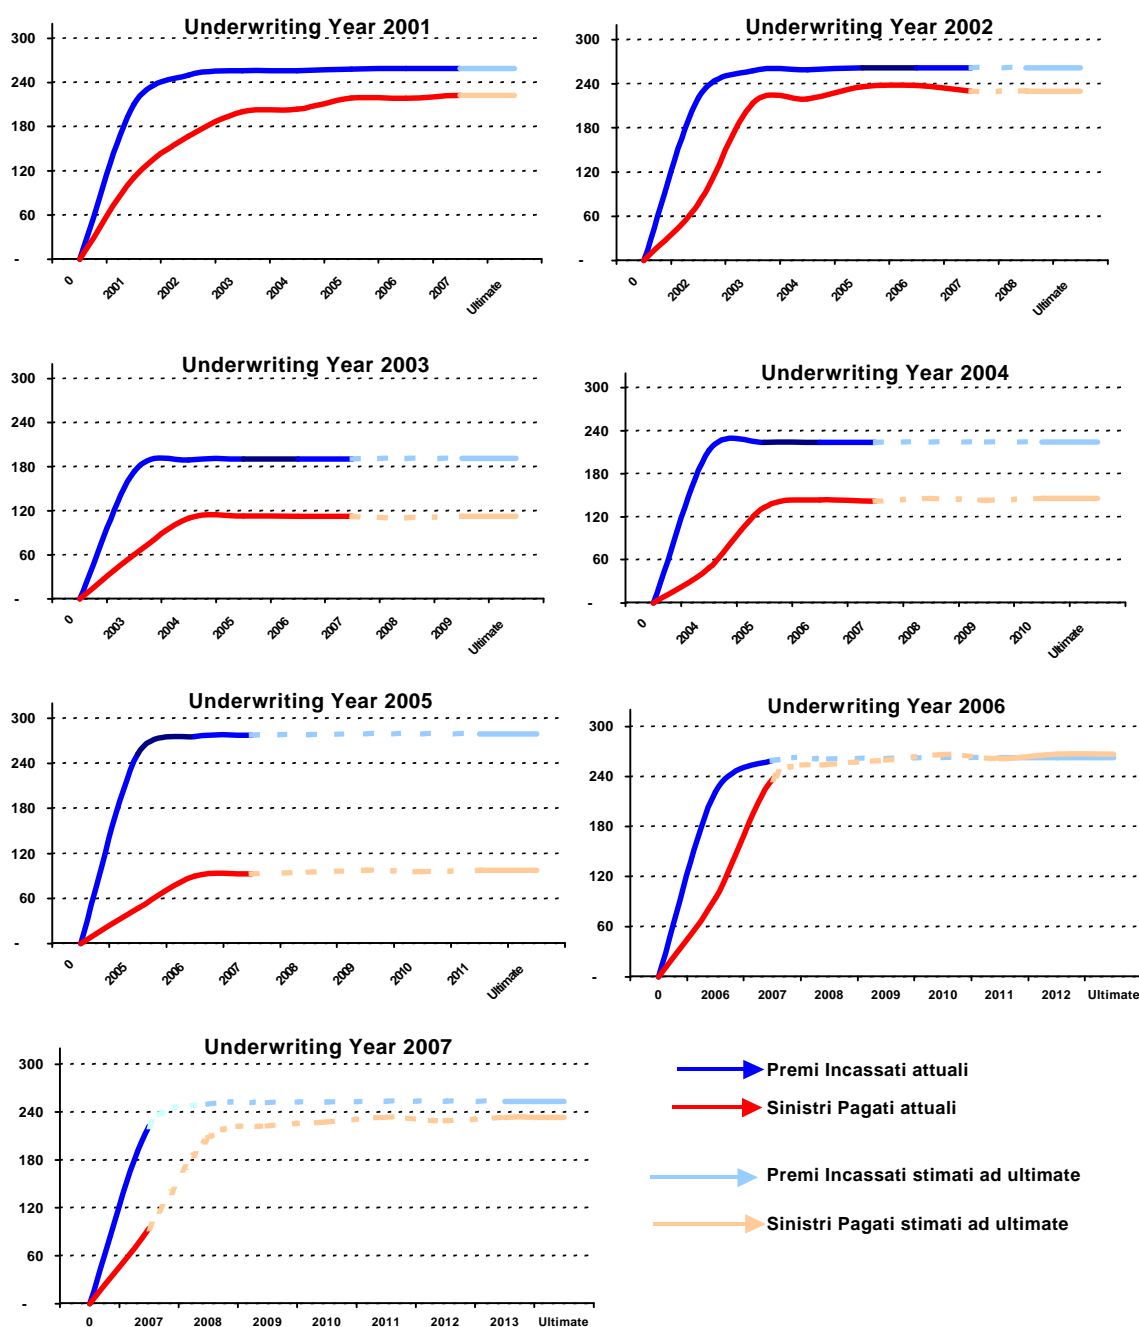 Underwriting Year 2001
300
240
180
120
60
-
0 2001 2002 2003 2004 2005 2006 2007 Ultimate
Underwriting Year 2002
300
240
180
120
60
-
0 2002 2003 2004 2005 2006 2007 2008 Ultimate
Underwriting Year 2003
300
240
180
120
60
-
0 2003 2004 2005 2006 2007 2008 2009 Ultimate
Underwriting Year 2004
300
240
180
120
60
-
0 2004 2005 2006 2007 2008 2009 2010 Ultimate
Underwriting Year 2005
300
240
180
120
60
-
0 2005 2006 2007 2008 2009 2010 2011 Ultimate
Underwriting Year 2006
300
240
180
120
60
-
0 2006 2007 2008 2009 2010 2011 2012 Ultimate
Underwriting Year 2007
300
240
180
120
60
-
0 2007 2008 2009 2010 2011 2012 2013 Ultimate
Premi Incassati attuali
Sinistri Pagati attuali
Premi Incassati stimati ad ultimate
Sinistri Pagati stimati ad ultimate